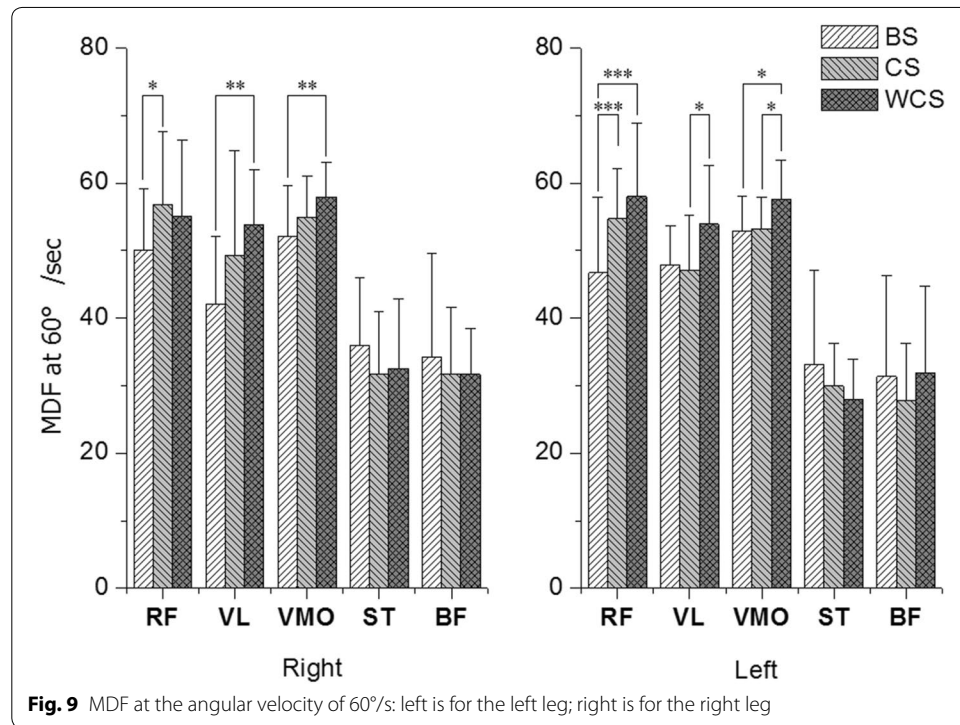 80
60
40
20
0
MDF at 60° /sec
* ** **
RF VL VMO ST BF
Right
80
60
40
20
0
*** *** * * *
RF VL VMO ST BF
Left
BS
CS
WCS
Fig. 9 MDF at the angular velocity of 60°/s: left is for the left leg; right is for the right leg